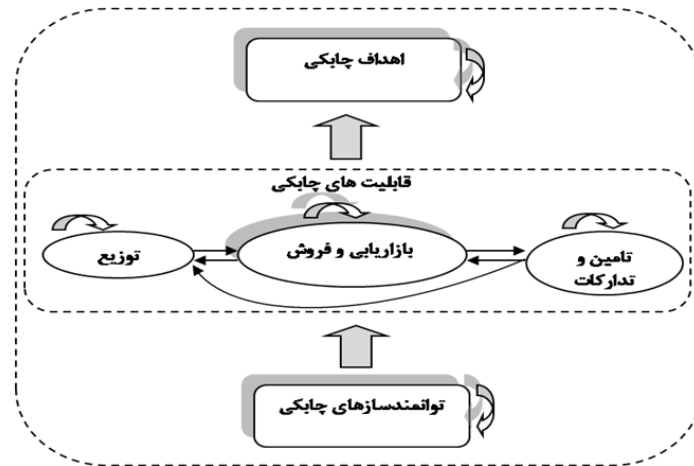 اهداف چابکی
قابلیت های چابکی
تامین و
تدارکات
بازاریابی و فروش
توزیع
توانمندسازهای چابکی